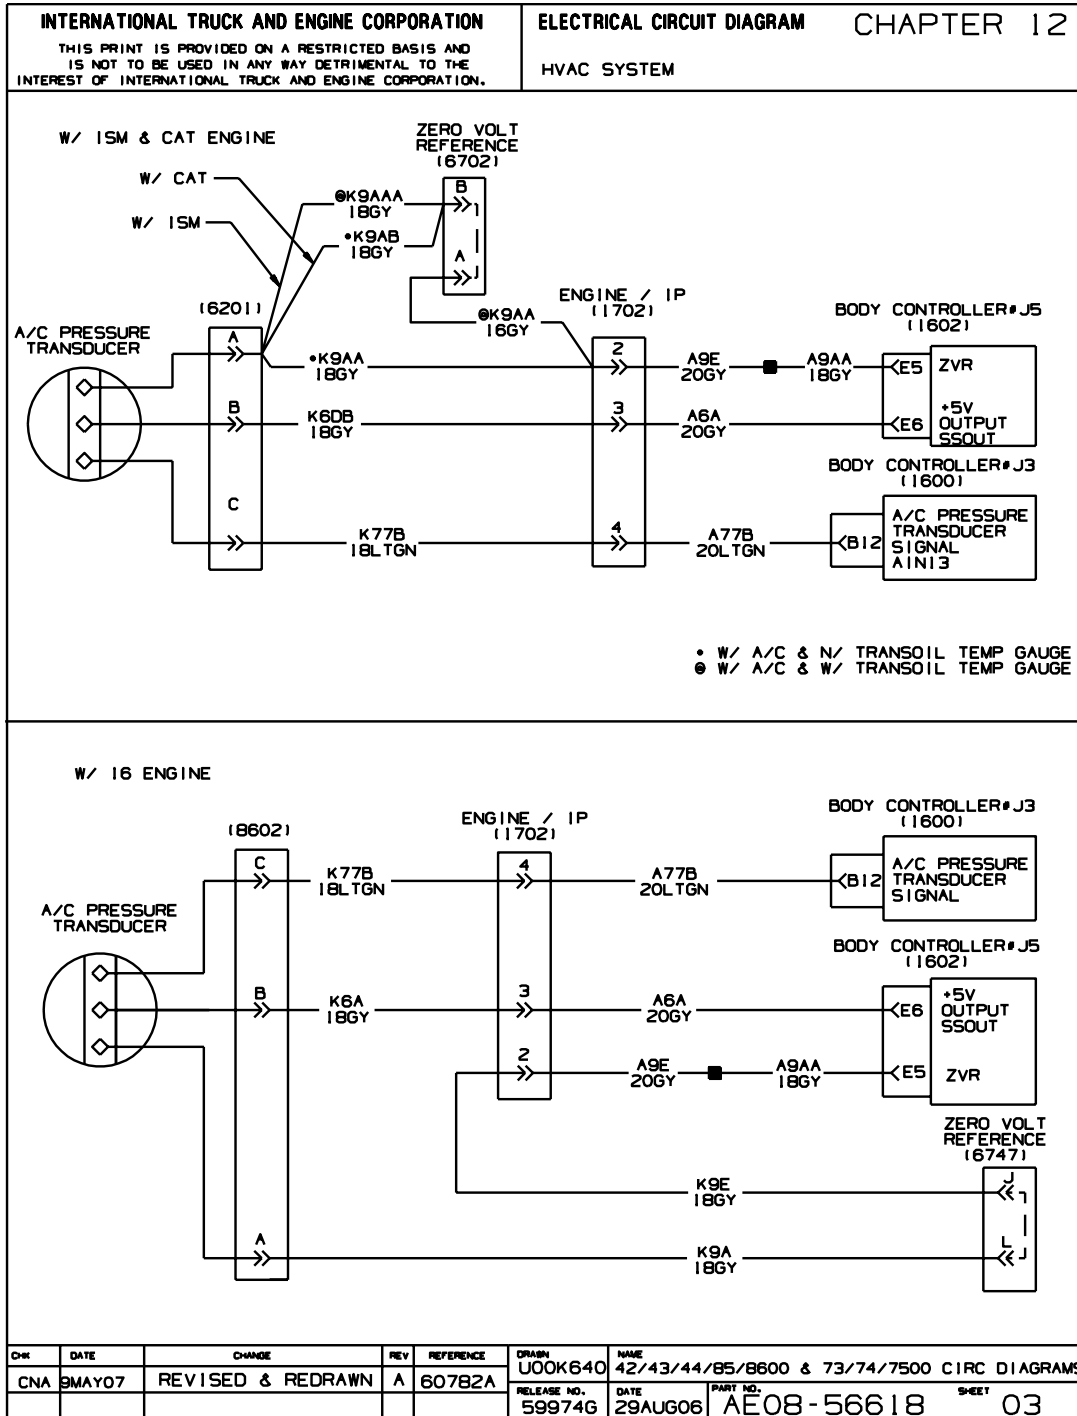 INTERNATIONAL TRUCK AND ENGINE CORPORATION
THIS PRINT IS PROVIDED ON A RESTRICTED BASIS AND
IS NOT TO BE USED IN ANY WAY DETRIMENTAL TO THE
INTEREST OF INTERNATIONAL TRUCK AND ENGINE CORPORATION.
ELECTRICAL CIRCUIT DIAGRAM
CHAPTER 12
HVAC SYSTEM
W/ ISM & CAT ENGINE
W/ CAT
W/ ISM
ZERO VOLT
REFERENCE
(6702)
B
A
@K9AAA
18GY
*K9AB
18GY
@K9AA
16GY
(6201)
A/C PRESSURE
TRANSDUCER
A
B
C
*K9AA
18GY
K6DB
18GY
K77B
18LTGN
ENGINE / IP
(1702)
2
3
4
A9E
20GY
A9AA
18GY
A6A
20GY
A77B
20LTGN
BODY CONTROLLER#J5
(1602)
E5
ZVR
E6
+5V
OUTPUT
SSOUT
BODY CONTROLLER#J3
(1600)
B12
A/C PRESSURE
TRANSDUCER
SIGNAL
AIN13
* W/ A/C & N/ TRANSOIL TEMP GAUGE
@ W/ A/C & W/ TRANSOIL TEMP GAUGE
W/ I6 ENGINE
(8602)
A/C PRESSURE
TRANSDUCER
C
B
A
K77B
18LTGN
K6A
18GY
ENGINE / IP
(1702)
4
3
2
A77B
20LTGN
A6A
20GY
A9E
20GY
A9AA
18GY
BODY CONTROLLER#J3
(1600)
B12
A/C PRESSURE
TRANSDUCER
SIGNAL
BODY CONTROLLER#J5
(1602)
E6
+5V
OUTPUT
SSOUT
E5
ZVR
ZERO VOLT
REFERENCE
(6747)
J
L
K9E
18GY
K9A
18GY
CHK DATE CHANGE REV REFERENCE
CNA 9MAY07 REVISED & REDRAWN A 60782A
DRAWN
U00K640
NAME
42/43/44/85/8600 & 73/74/7500 CIRC DIAGRAMS
RELEASE NO.
59974G
DATE
29AUG06
PART NO.
AE08-56618
SHEET
03